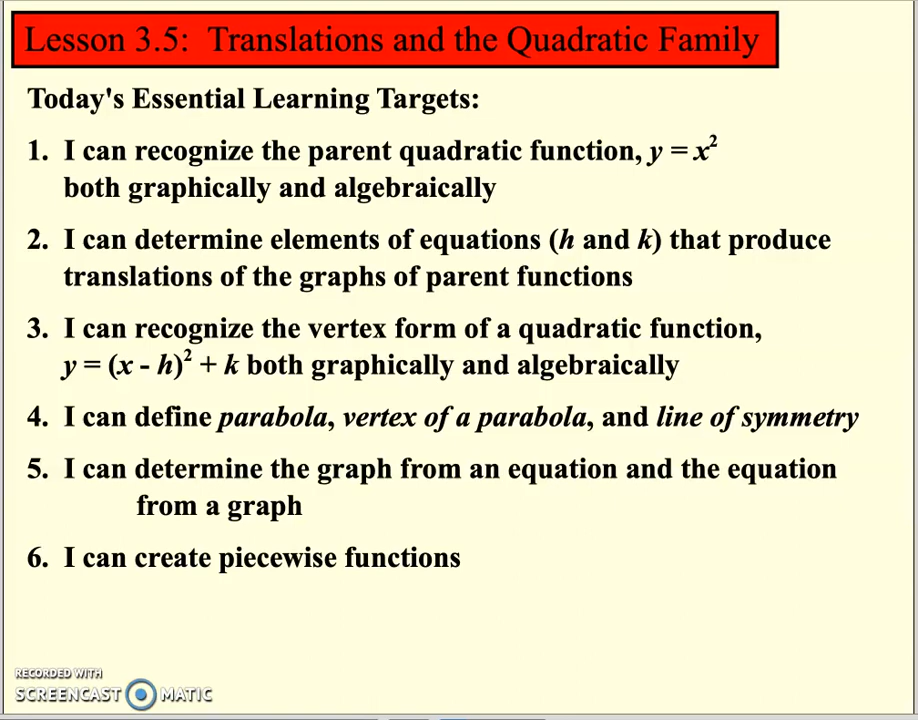 Lesson 3.5: Translations and the Quadratic Family
Today's Essential Learning Targets:
1. I can recognize the parent quadratic function, y = x²
both graphically and algebraically
2. I can determine elements of equations (h and k) that produce
translations of the graphs of parent functions
3. I can recognize the vertex form of a quadratic function,
y = (x - h)² + k both graphically and algebraically
4. I can define parabola, vertex of a parabola, and line of symmetry
5. I can determine the graph from an equation and the equation
from a graph
6. I can create piecewise functions
RECORDED WITH
SCREENCAST MATIC